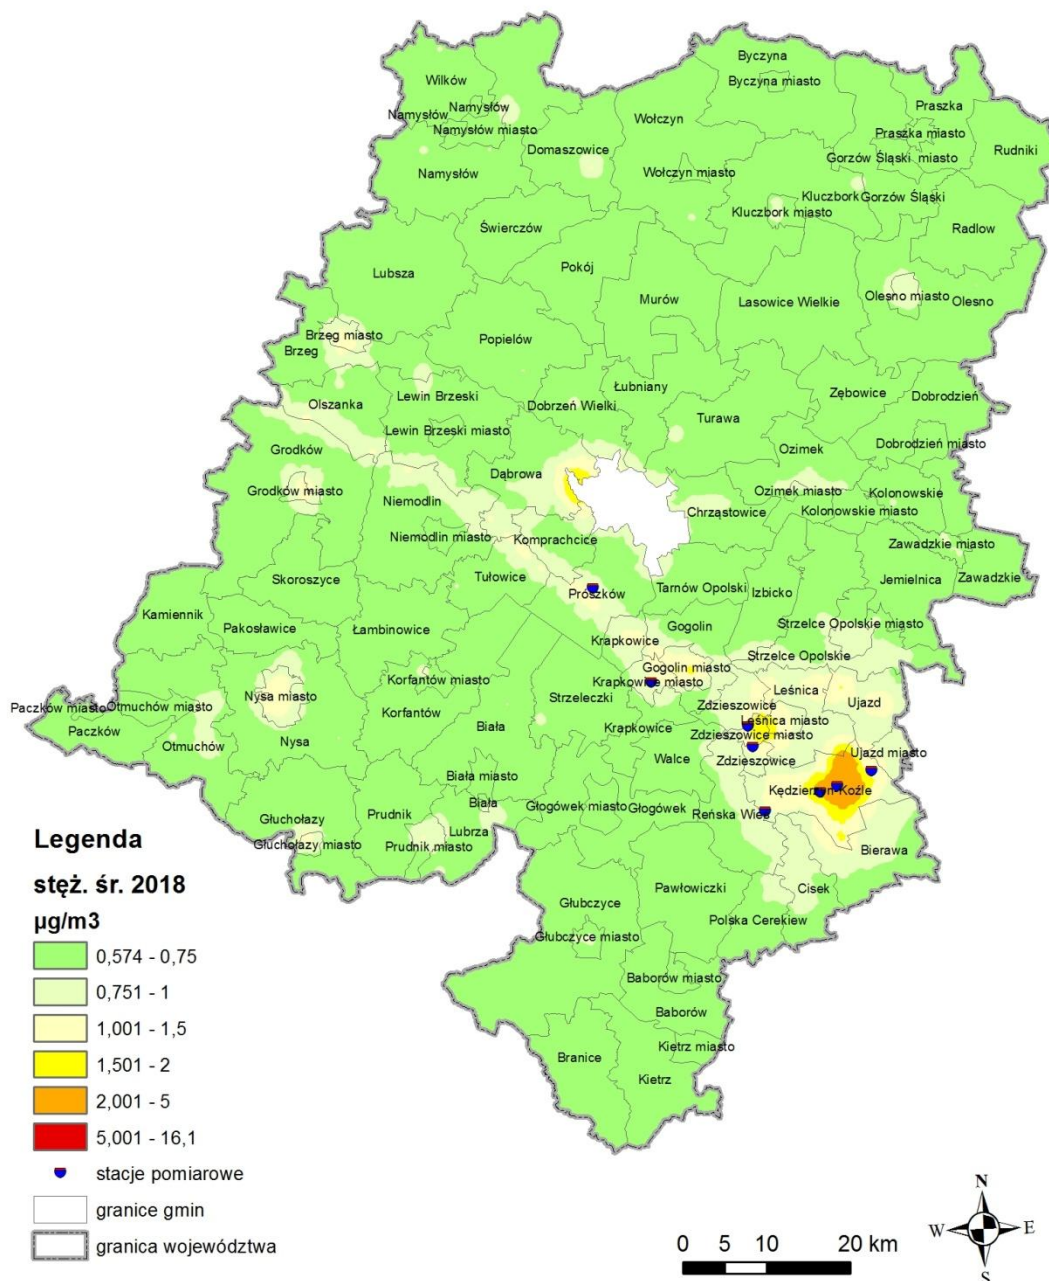 Byczyna
Wilków
Byczyna miasto
Praszka
Namysłów
Namysłów
Wołczyn
Namysłów miasto
Praszka miasto
Domaszowice
Rudniki
Gorzów Śląski miasto
Namysłów
Wołczyn miasto
Kluczbork
Gorzów Śląski
Kluczbork miasto
Świerczów
Radlow
Pokój
Lubsza
Murów
Lasowice Wielkie
Olesno miasto
Olesno
Brzeg miasto
Popielów
Brzeg
Łubniany
Zębowice
Dobrodzień
Lewin Brzeski
Olszanka
Dobrzeń Wielki
Turawa
Lewin Brzeski miasto
Dobrodzień miasto
Grodków
Ozimek
Dąbrowa
Grodków miasto
Ozimek miasto
Kolonowskie
Niemodlin
Chrząstowice
Kolonowskie miasto
Niemodlin miasto
Komprachcice
Zawadzkie miasto
Skoroszyce
Tułowice
Jemielnica
Zawadzkie
Tarnów Opolski
Prószków
Izbicko
Kamiennik
Strzelce Opolskie miasto
Pakosławice
Łambinowice
Gogolin
Krapkowice
Strzelce Opolskie
Gogolin miasto
Korfantów miasto
Krapkowice miasto
Leśnica
Nysa miasto
Strzeleczki
Zdzieszowice
Ujazd
Paczków miasto
Otmuchów miasto
Korfantów
Leśnica miasto
Paczków
Biała
Krapkowice
Zdzieszowice miasto
Nysa
Otmuchów
Ujazd miasto
Walce
Zdzieszowice
Biała miasto
Kędzierzyn-Koźle
Biała
Głogówek miasto
Głogówek
Prudnik
Reńska Wieś
Głuchołazy
Lubrza
Głuchołazy miasto
Prudnik miasto
Bierawa
Pawłowiczki
Cisek
Głubczyce
Polska Cerekiew
Głubczyce miasto
Baborów miasto
Baborów
Kietrz miasto
Branice
Kietrz
Legenda
stęż. śr. 2018
µg/m3
0,574 - 0,75
0,751 - 1
1,001 - 1,5
1,501 - 2
2,001 - 5
5,001 - 16,1
stacje pomiarowe
granice gmin
granica województwa
0 5 10 20 km
N
W E
S